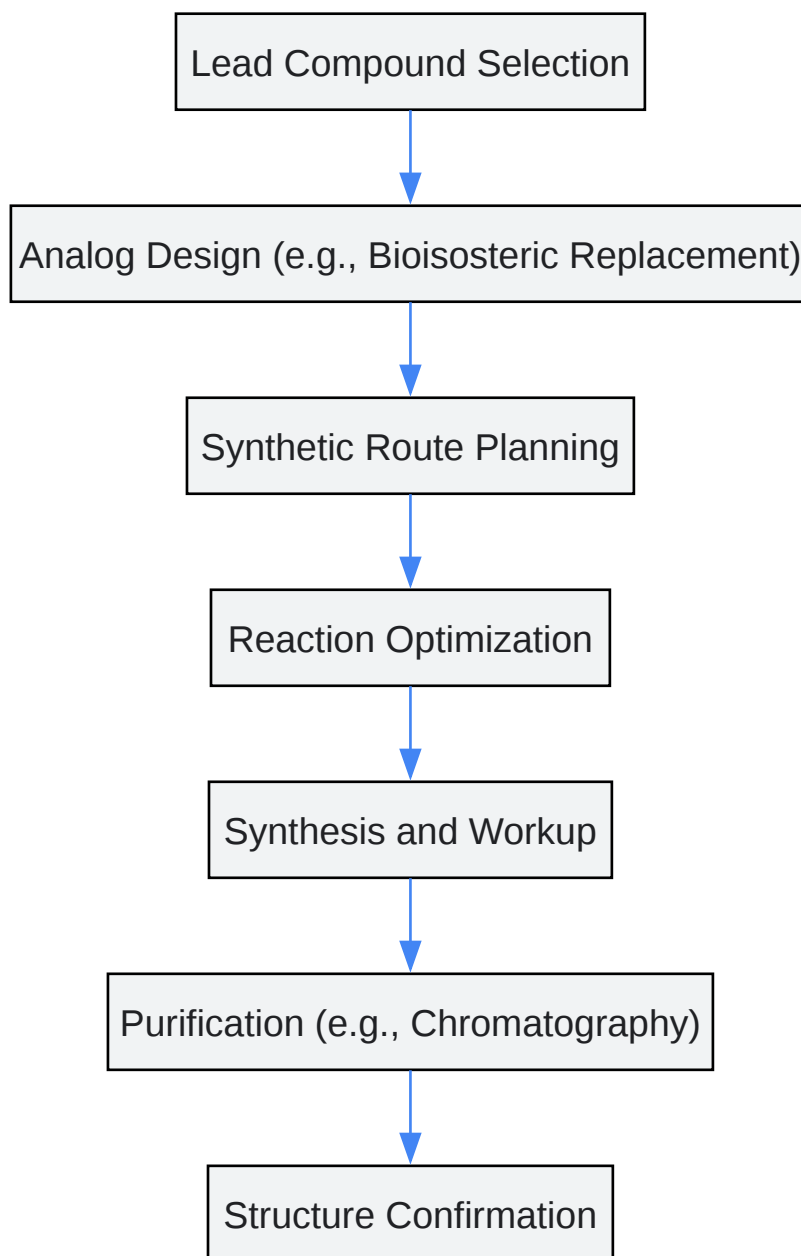 Lead Compound Selection
Analog Design (e.g., Bioisosteric Replacement)
Synthetic Route Planning
Reaction Optimization
Synthesis and Workup
Purification (e.g., Chromatography)
Structure Confirmation